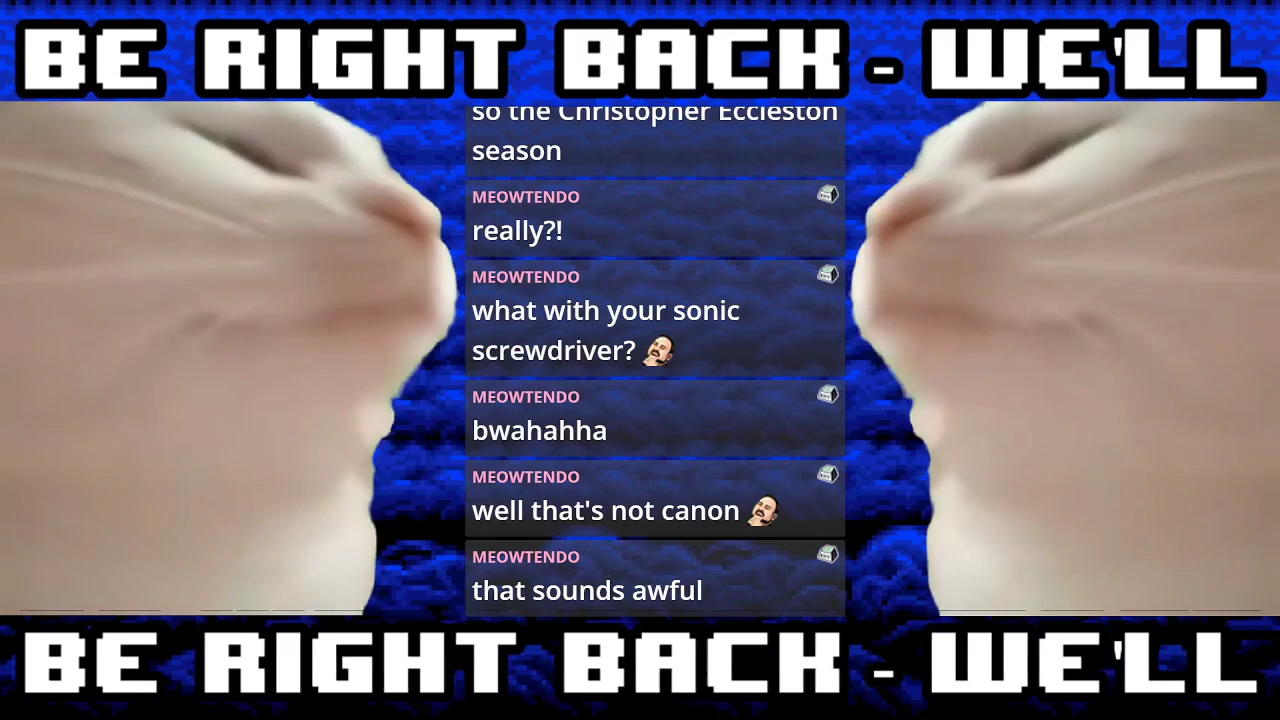 BE RIGHT BACK - WE'LL
so the Christopher Eccleston
season
MEOWTENDO
really?!
MEOWTENDO
what with your sonic
screwdriver?
MEOWTENDO
bwahahha
MEOWTENDO
well that's not canon
MEOWTENDO
that sounds awful
BE RIGHT BACK - WE'LL